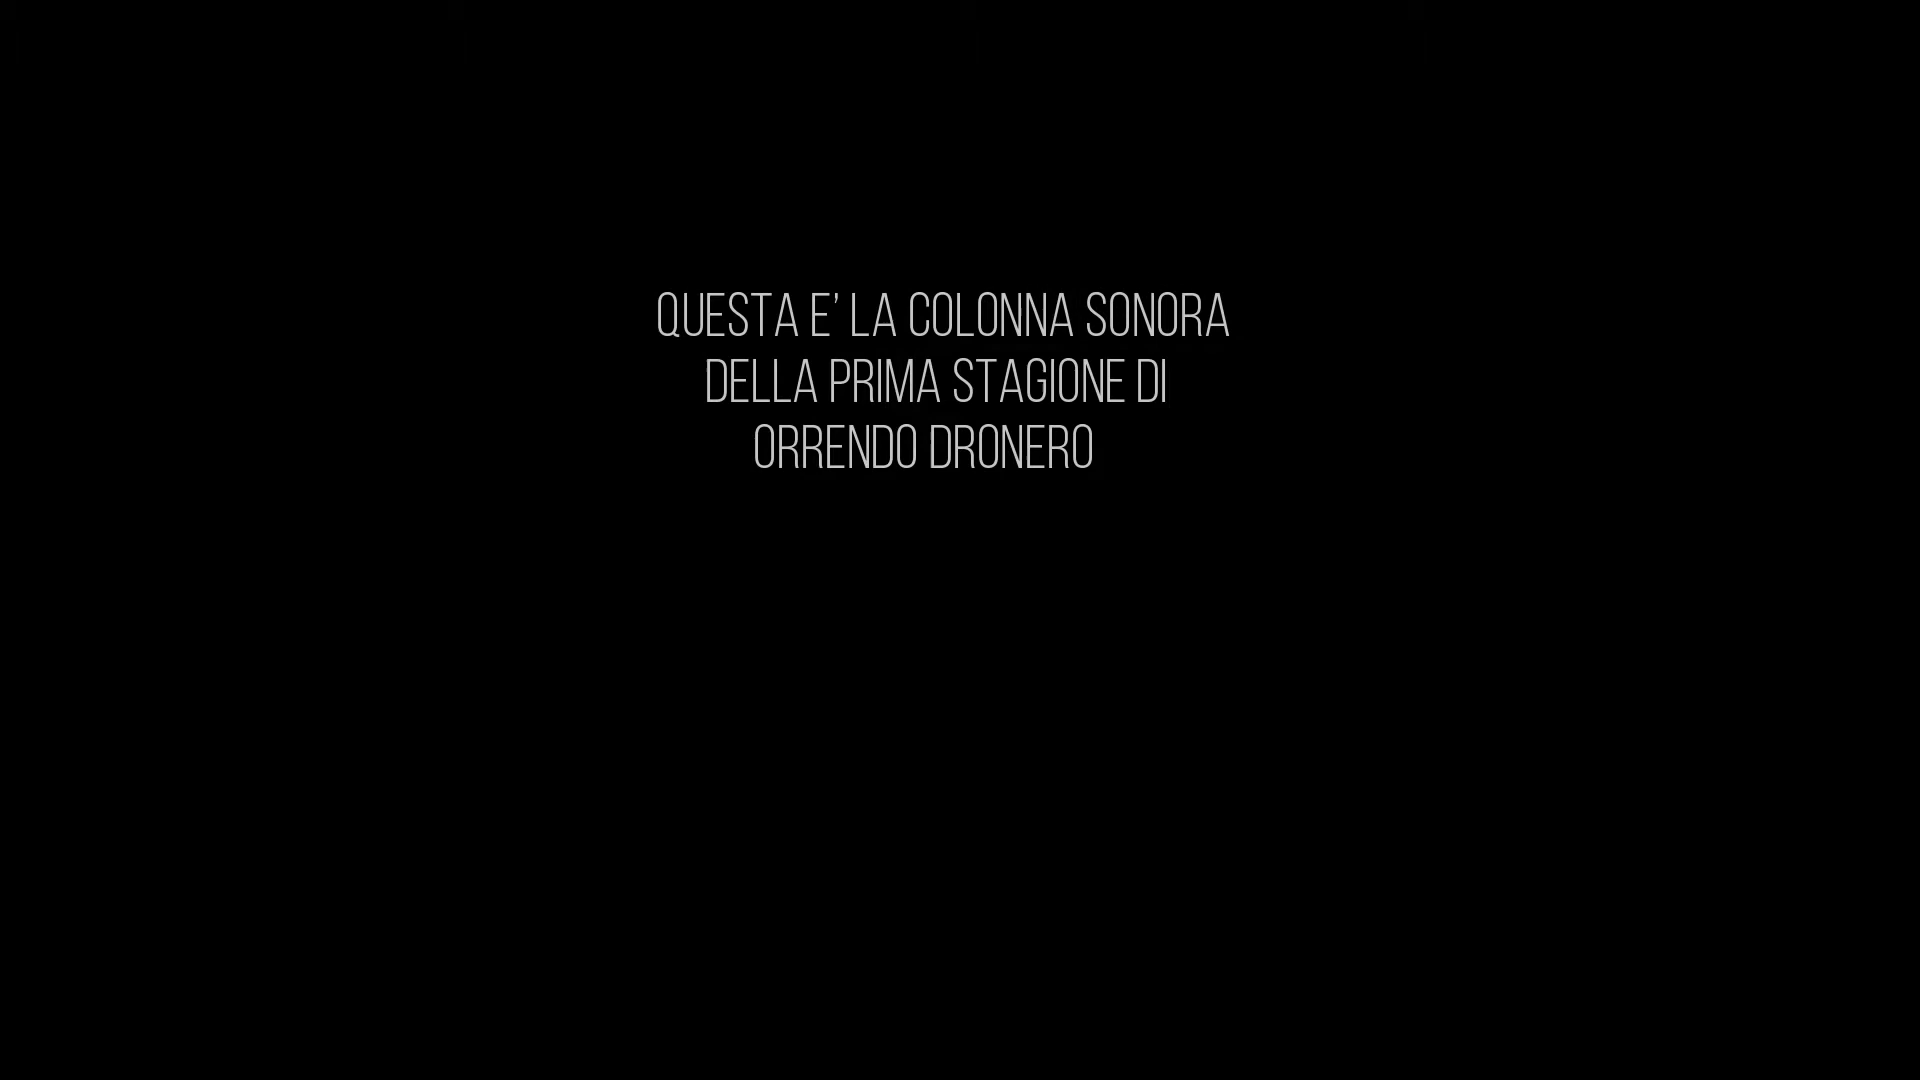 QUESTA E’ LA COLONNA SONORA
DELLA PRIMA STAGIONE DI
ORRENDO DRONERO